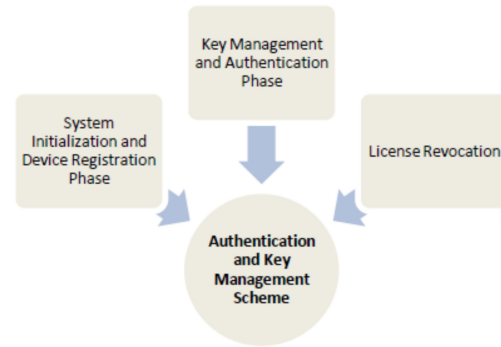 Key Management
and Authentication
Phase
System
Initialization and
Device Registration
Phase
License Revocation
Authentication
and Key
Management
Scheme